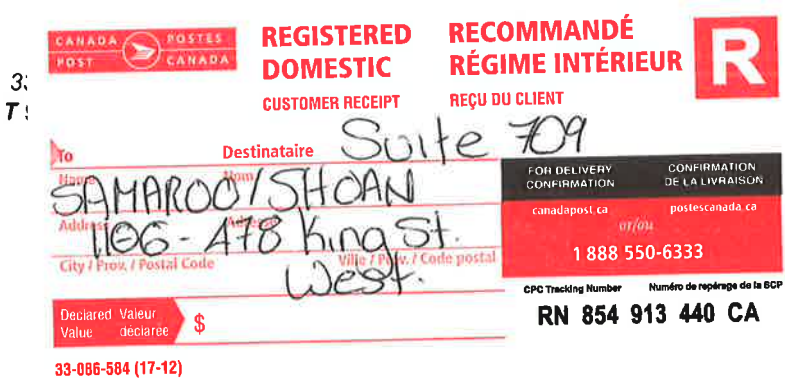 CANADA POST POSTES CANADA
REGISTERED DOMESTIC
CUSTOMER RECEIPT
RECOMMANDÉ RÉGIME INTÉRIEUR
REÇU DU CLIENT
R
33
T 9
To Destinataire Suite 709
Name Nom
SAMAROO/SHOAN
Address Adresse
1106-478 King St.
City / Prov. / Postal Code Ville / Prov. / Code postal
West.
FOR DELIVERY CONFIRMATION
CONFIRMATION DE LA LIVRAISON
canadapost.ca postescanada.ca
or/ou
1 888 550-6333
CPC Tracking Number Numéro de repérage de la SCP
RN 854 913 440 CA
Declared Value Valeur déclarée $
33-086-584 (17-12)